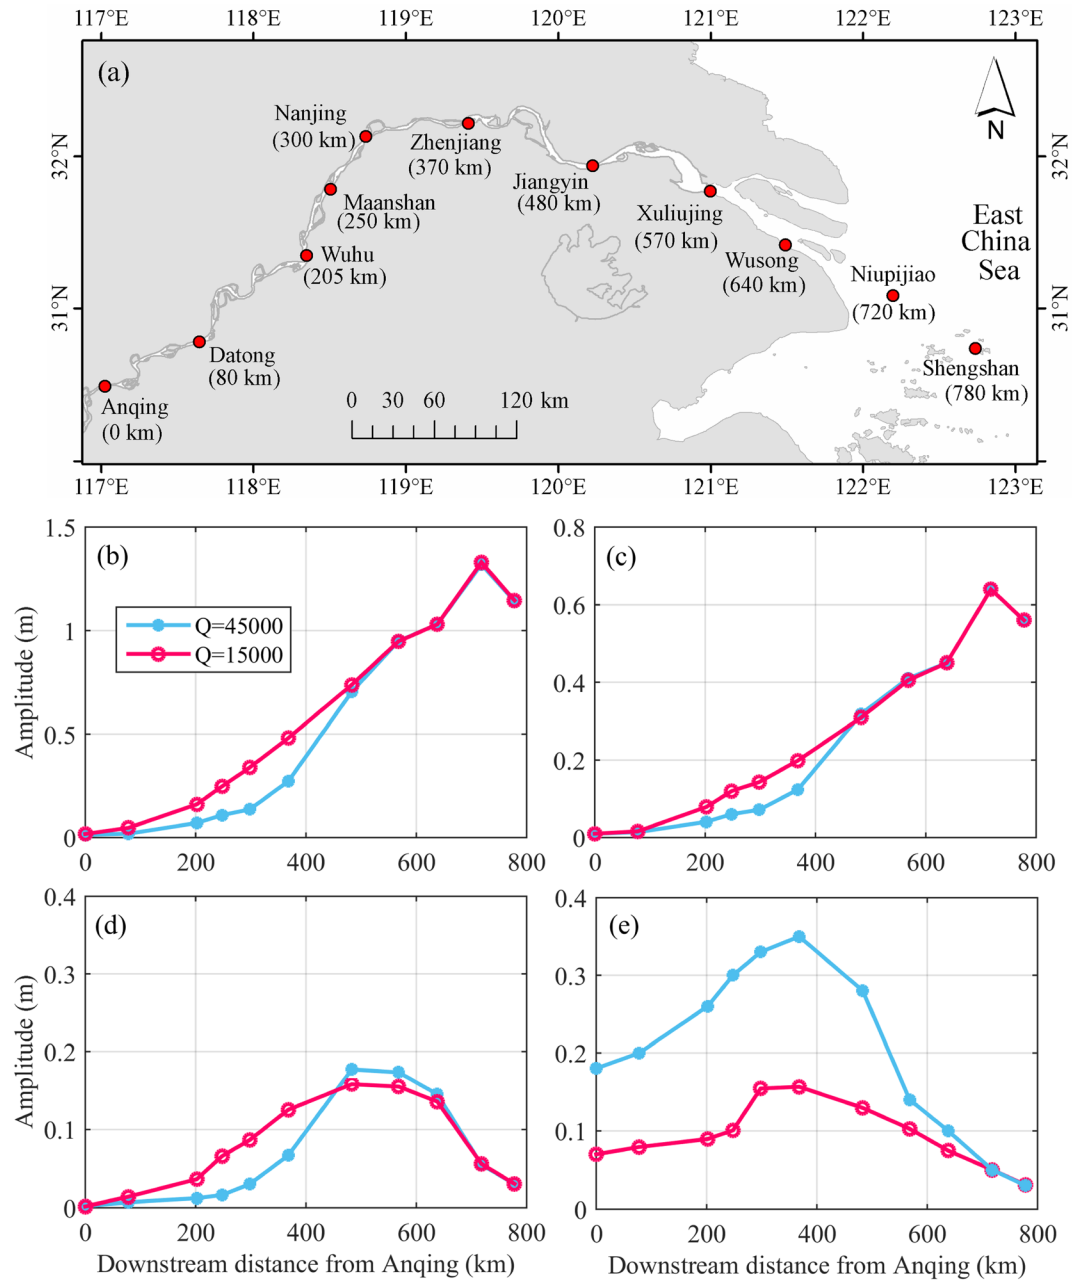 117°E 118°E 119°E 120°E 121°E 122°E 123°E
(a)
N
32°N
32°N
31°N
31°N
Nanjing
(300 km)
Zhenjiang
(370 km)
Jiangyin
(480 km)
Maanshan
(250 km)
Xuliujing
(570 km)
East
China
Sea
Wuhu
(205 km)
Wusong
(640 km)
Niupijiao
(720 km)
Datong
(80 km)
Shengshan
(780 km)
Anqing
(0 km)
0 30 60 120 km
117°E 118°E 119°E 120°E 121°E 122°E 123°E
(b)
Q=45000
Q=15000
Amplitude (m)
1.5
1
0.5
0
0 200 400 600 800
(c)
0.8
0.6
0.4
0.2
0
0 200 400 600 800
(d)
Amplitude (m)
0.4
0.3
0.2
0.1
0
0 200 400 600 800
Downstream distance from Anqing (km)
(e)
0.4
0.3
0.2
0.1
0
0 200 400 600 800
Downstream distance from Anqing (km)